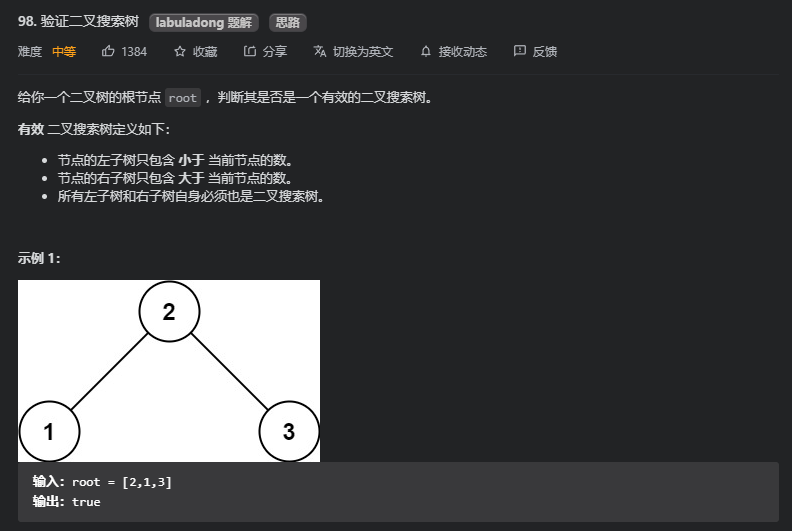 98. 验证二叉搜索树 labuladong 题解 思路
难度 中等 1384 收藏 分享 切换为英文 接收动态 反馈
给你一个二叉树的根节点 root ，判断其是否是一个有效的二叉搜索树。
有效 二叉搜索树定义如下：
节点的左子树只包含 小于 当前节点的数。
节点的右子树只包含 大于 当前节点的数。
所有左子树和右子树自身必须也是二叉搜索树。
示例 1：
2
1 3
输入：root = [2,1,3]
输出：true